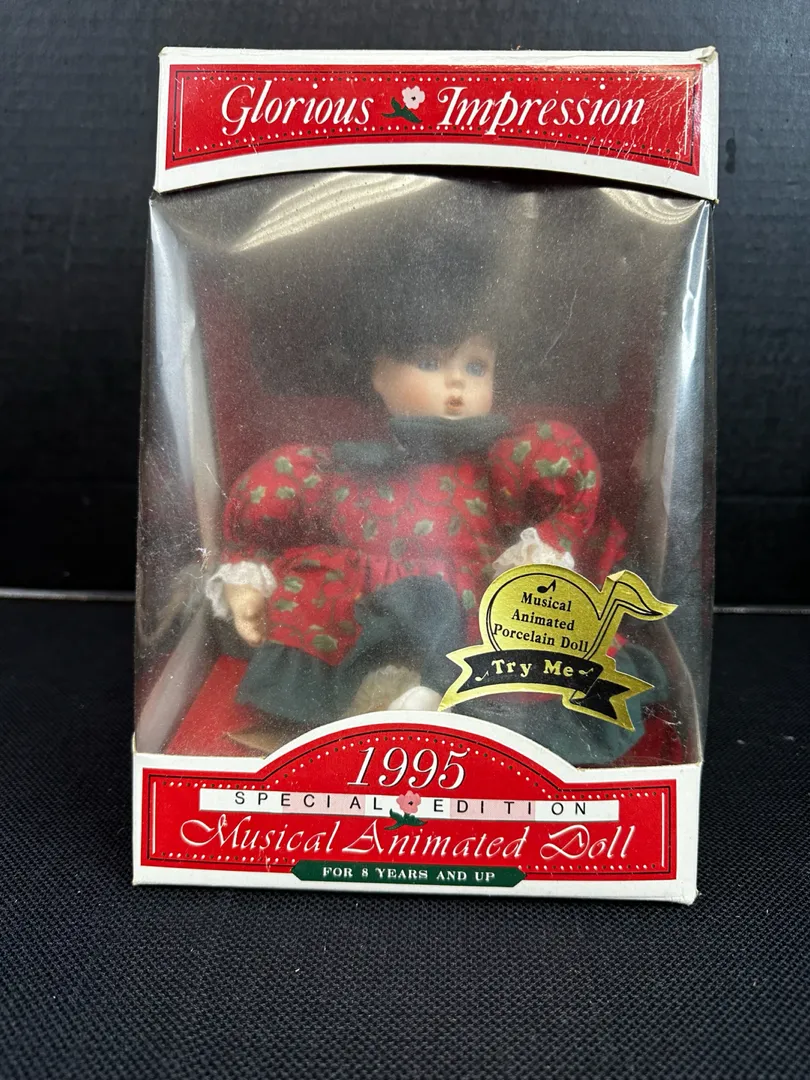 Glorious Impression
Musical
Animated
Porcelain Doll
Try Me
1995
SPECIAL EDITION
Musical Animated Doll
FOR 8 YEARS AND UP